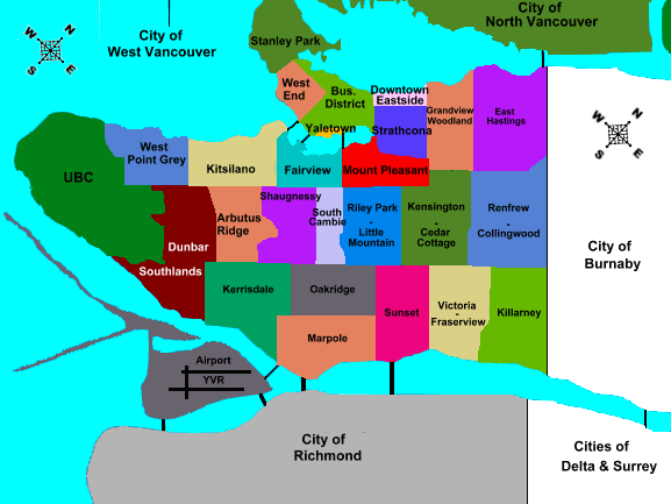 City of
North Vancouver
City of
West Vancouver
Stanley Park
N
W
E
S
West
End
Bus.
District
Downtown
Eastside
Grandview
Woodland
East
Hastings
N
W
E
S
Yaletown
Strathcona
West
Point Grey
Kitsilano
Fairview
Mount Pleasant
UBC
Shaugnessy
Arbutus
Ridge
South
Cambie
Riley Park
-
Little
Mountain
Kensington
-
Cedar
Cottage
Renfrew
-
Collingwood
Dunbar
-
Southlands
City of
Burnaby
Kerrisdale
Oakridge
Sunset
Victoria
-
Fraserview
Killarney
Marpole
Airport
YVR
City of
Richmond
Cities of
Delta & Surrey